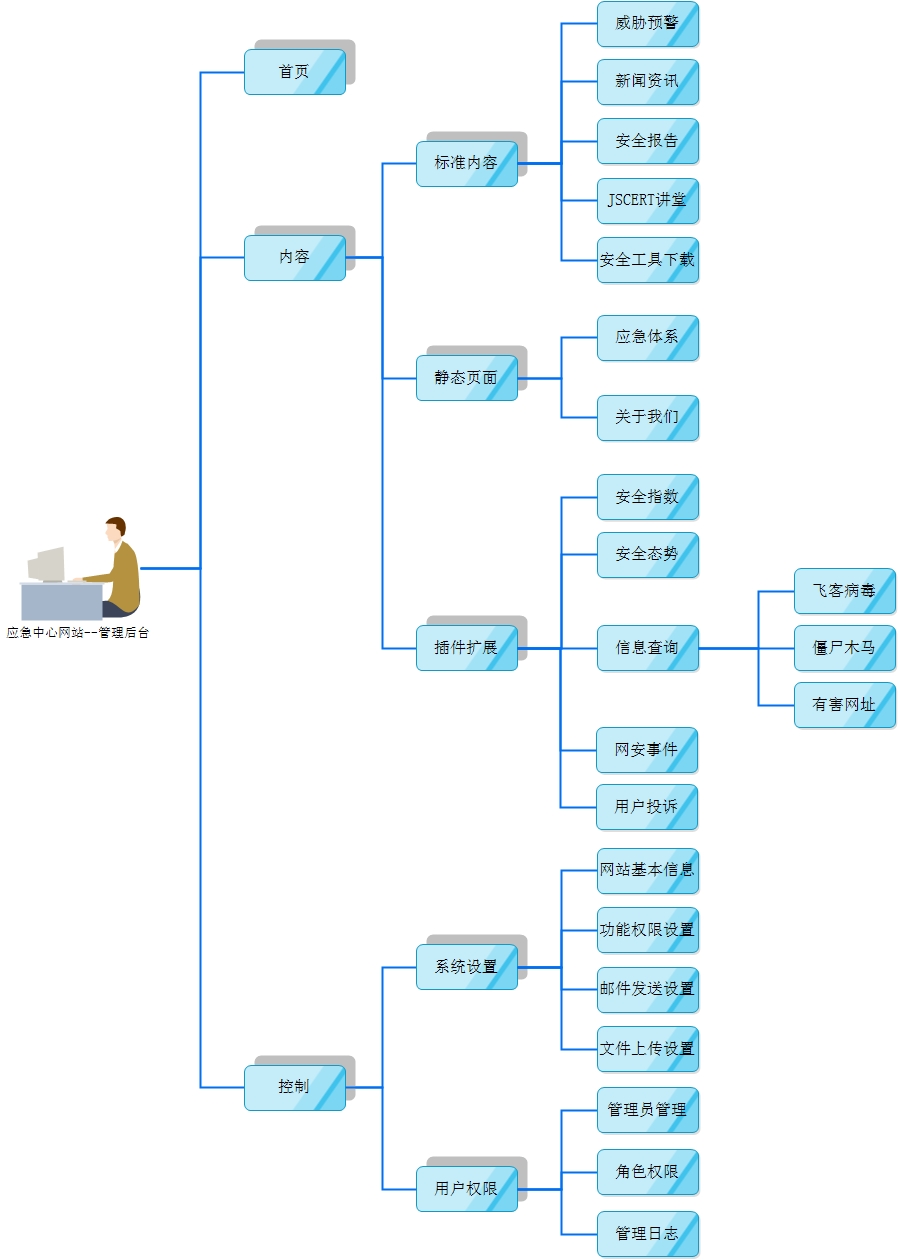 应急中心网站--管理后台
首页
内容
标准内容
威胁预警
新闻资讯
安全报告
JSCERT讲堂
安全工具下载
静态页面
应急体系
关于我们
插件扩展
安全指数
安全态势
信息查询
飞客病毒
僵尸木马
有害网址
网安事件
用户投诉
控制
系统设置
网站基本信息
功能权限设置
邮件发送设置
文件上传设置
用户权限
管理员管理
角色权限
管理日志